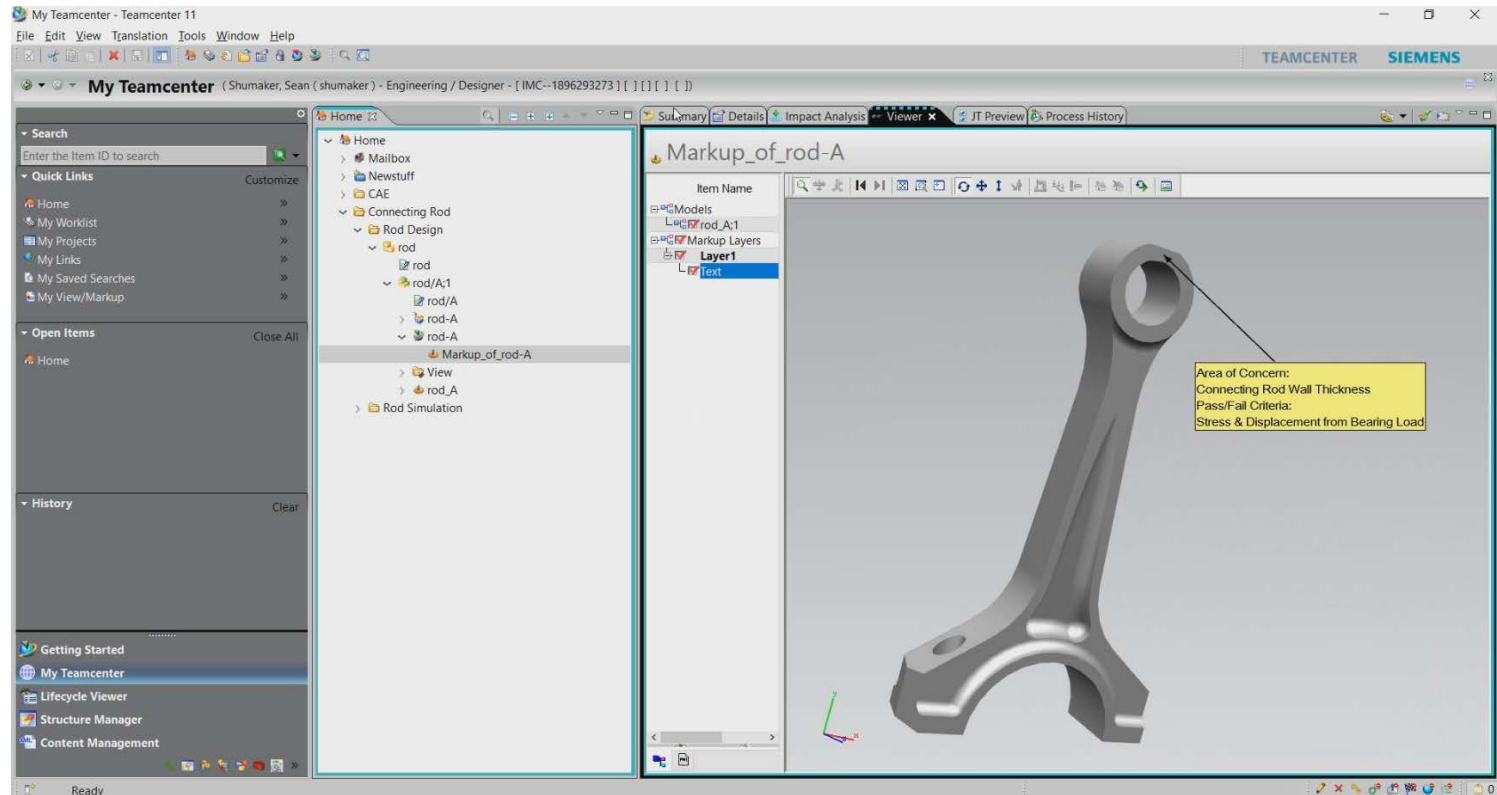 My Teamcenter - Teamcenter 11
File Edit View Translation Tools Window Help
TEAMCENTER SIEMENS
My Teamcenter ( Shumaker, Sean ( shumaker ) - Engineering / Designer - [ IMC--1896293273 ] [ ] [ ] [ ] [ ])
Search
Enter the Item ID to search
Quick Links Customize
Home
My Worklist
My Projects
My Links
My Saved Searches
My View/Markup
Open Items Close All
Home
History Clear
Getting Started
My Teamcenter
Lifecycle Viewer
Structure Manager
Content Management
Home
Home
Mailbox
Newstuff
CAE
Connecting Rod
Rod Design
rod
rod
rod/A;1
rod/A
rod-A
rod-A
Markup_of_rod-A
View
rod_A
Rod Simulation
Summary Details Impact Analysis Viewer JT Preview Process History
Markup_of_rod-A
Item Name
Models
rod_A;1
Markup Layers
Layer1
Text
Area of Concern:
Connecting Rod Wall Thickness
Pass/Fail Criteria:
Stress & Displacement from Bearing Load
y
x
Ready
0